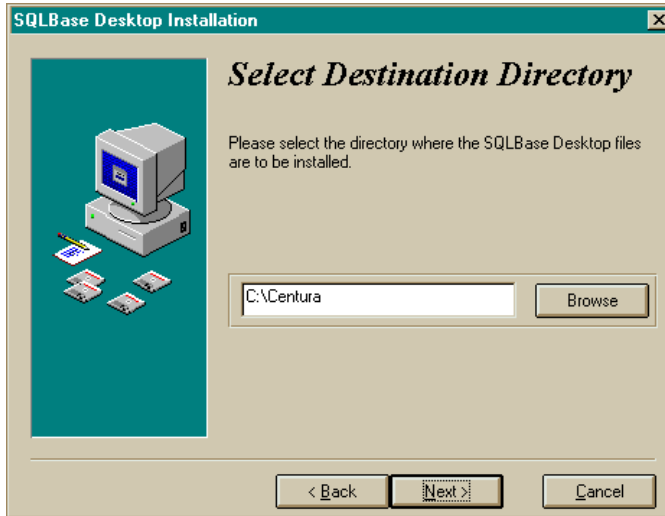 SQLBase Desktop Installation
Select Destination Directory
Please select the directory where the SQLBase Desktop files
are to be installed.
C:\Centura
Browse
< Back
Next >
Cancel